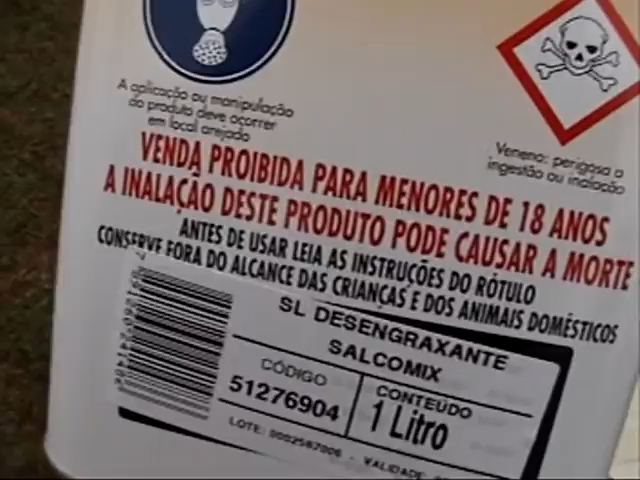 A aplicação ou manipulação
do produto deve ocorrer
em local arejado
Veneno: perigosa a
ingestão ou inalação
VENDA PROIBIDA PARA MENORES DE 18 ANOS
A INALAÇÃO DESTE PRODUTO PODE CAUSAR A MORTE
ANTES DE USAR LEIA AS INSTRUÇÕES DO RÓTULO
CONSERVE FORA DO ALCANCE DAS CRIANÇAS E DOS ANIMAIS DOMÉSTICOS
SL DESENGRAXANTE
SALCOMIX
CÓDIGO
51276904
CONTEÚDO
1 Litro
LOTE: - VALIDADE: